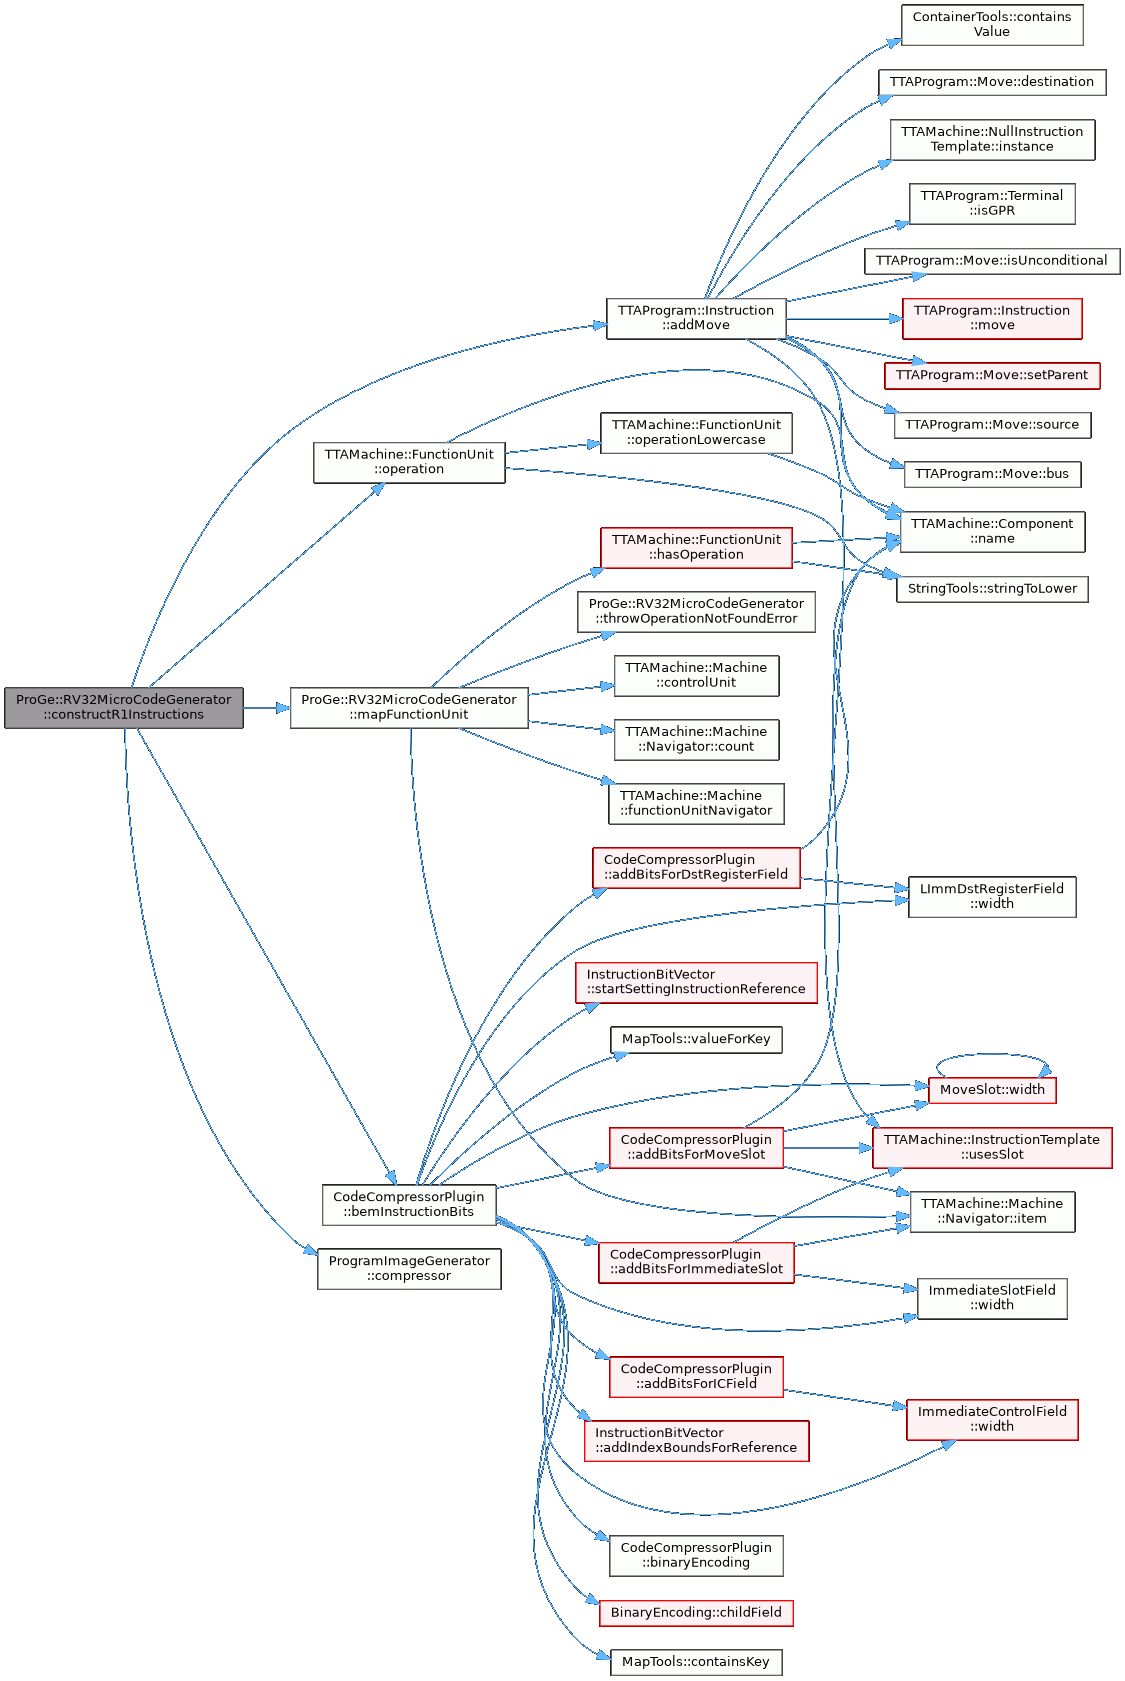 ContainerTools::contains
Value
TTAProgram::Move::destination
TTAMachine::NullInstruction
Template::instance
TTAProgram::Terminal
::isGPR
TTAProgram::Move::isUnconditional
TTAProgram::Instruction
::addMove
TTAProgram::Instruction
::move
TTAProgram::Move::setParent
TTAProgram::Move::source
TTAMachine::FunctionUnit
::operationLowercase
TTAMachine::FunctionUnit
::operation
TTAProgram::Move::bus
TTAMachine::Component
::name
TTAMachine::FunctionUnit
::hasOperation
StringTools::stringToLower
ProGe::RV32MicroCodeGenerator
::throwOperationNotFoundError
TTAMachine::Machine
::controlUnit
ProGe::RV32MicroCodeGenerator
::constructR1Instructions
ProGe::RV32MicroCodeGenerator
::mapFunctionUnit
TTAMachine::Machine
::Navigator::count
TTAMachine::Machine
::functionUnitNavigator
CodeCompressorPlugin
::addBitsForDstRegisterField
LImmDstRegisterField
::width
InstructionBitVector
::startSettingInstructionReference
MapTools::valueForKey
MoveSlot::width
CodeCompressorPlugin
::addBitsForMoveSlot
TTAMachine::InstructionTemplate
::usesSlot
CodeCompressorPlugin
::bemInstructionBits
TTAMachine::Machine
::Navigator::item
ProgramImageGenerator
::compressor
CodeCompressorPlugin
::addBitsForImmediateSlot
ImmediateSlotField
::width
CodeCompressorPlugin
::addBitsForICField
ImmediateControlField
::width
InstructionBitVector
::addIndexBoundsForReference
CodeCompressorPlugin
::binaryEncoding
BinaryEncoding::childField
MapTools::containsKey